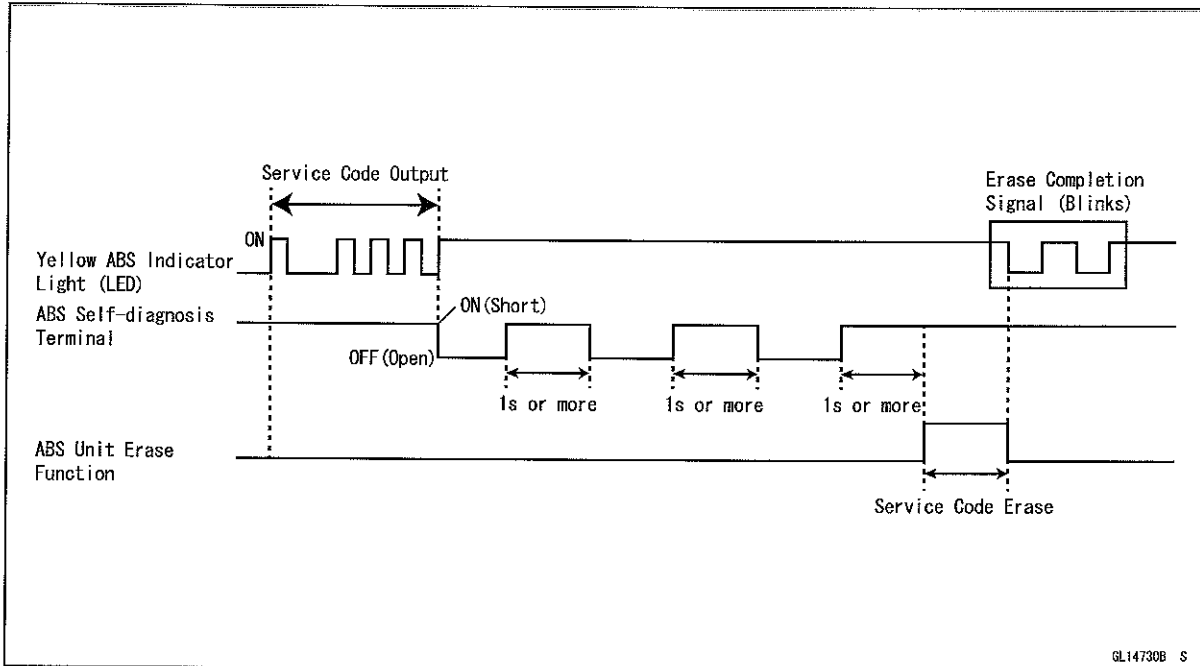 Service Code Output
Erase Completion
Signal (Blinks)
ON
Yellow ABS Indicator
Light (LED)
ABS Self-diagnosis
Terminal
ON(Short)
OFF(Open)
1s or more
1s or more
1s or more
ABS Unit Erase
Function
Service Code Erase
GL14730B S